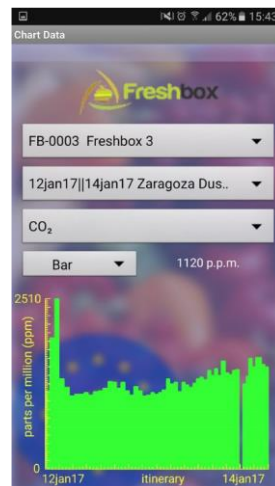 62% 15:43
Chart Data
Freshbox
FB-0003 Freshbox 3
12jan17||14jan17 Zaragoza Dus..
CO₂
Bar
1120 p.p.m.
2510
parts per million (ppm)
0
12jan17 itinerary 14jan17